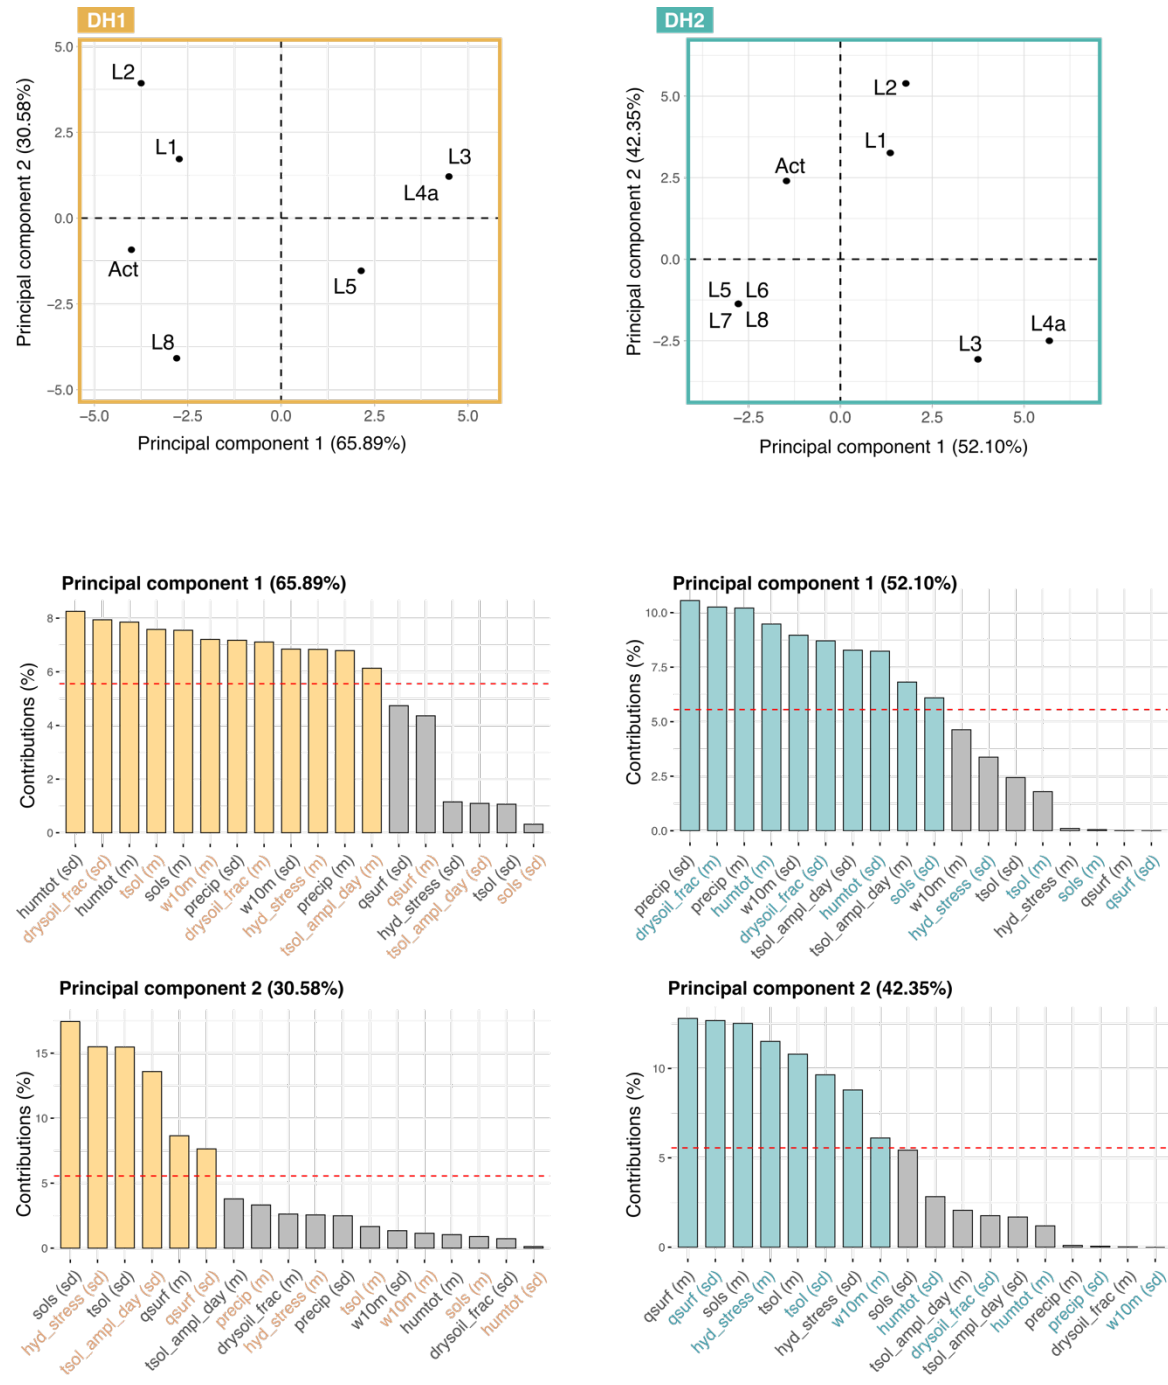 DH1
DH2
Principal component 2 (30.58%)
5.0
2.5
0.0
−2.5
−5.0
L2
L1
L3
L4a
Act
L5
L8
−5.0
−2.5
0.0
2.5
5.0
Principal component 1 (65.89%)
Principal component 2 (42.35%)
5.0
2.5
0.0
−2.5
L2
L1
Act
L5 L6
L7 L8
L3
L4a
−2.5
0.0
2.5
5.0
Principal component 1 (52.10%)
Principal component 1 (65.89%)
Contributions (%)
8
6
4
2
0
humtot (sd)
drysoil_frac (sd)
humtot (m)
tsol (m)
sols (m)
w10m (m)
precip (sd)
drysoil_frac (m)
w10m (sd)
hyd_stress (m)
precip (m)
tsol_ampl_day (m)
qsurf (sd)
qsurf (m)
hyd_stress (sd)
tsol_ampl_day (sd)
tsol (sd)
sols (sd)
Principal component 1 (52.10%)
Contributions (%)
10.0
7.5
5.0
2.5
0.0
precip (sd)
drysoil_frac (m)
precip (m)
humtot (m)
w10m (sd)
drysoil_frac (sd)
tsol_ampl_day (sd)
humtot (sd)
tsol_ampl_day (m)
sols (sd)
w10m (m)
hyd_stress (sd)
tsol (sd)
tsol (m)
hyd_stress (m)
sols (m)
qsurf (m)
qsurf (sd)
Principal component 2 (30.58%)
Contributions (%)
15
10
5
0
sols (sd)
hyd_stress (sd)
tsol (sd)
tsol_ampl_day (sd)
qsurf (m)
qsurf (sd)
tsol_ampl_day (m)
precip (m)
drysoil_frac (m)
hyd_stress (m)
precip (sd)
tsol (m)
w10m (sd)
w10m (m)
humtot (m)
sols (m)
drysoil_frac (sd)
humtot (sd)
Principal component 2 (42.35%)
Contributions (%)
10
5
0
qsurf (m)
qsurf (sd)
sols (m)
hyd_stress (m)
tsol (m)
tsol (sd)
hyd_stress (sd)
w10m (m)
sols (sd)
humtot (sd)
tsol_ampl_day (m)
drysoil_frac (sd)
tsol_ampl_day (sd)
humtot (m)
precip (m)
precip (sd)
drysoil_frac (m)
w10m (sd)